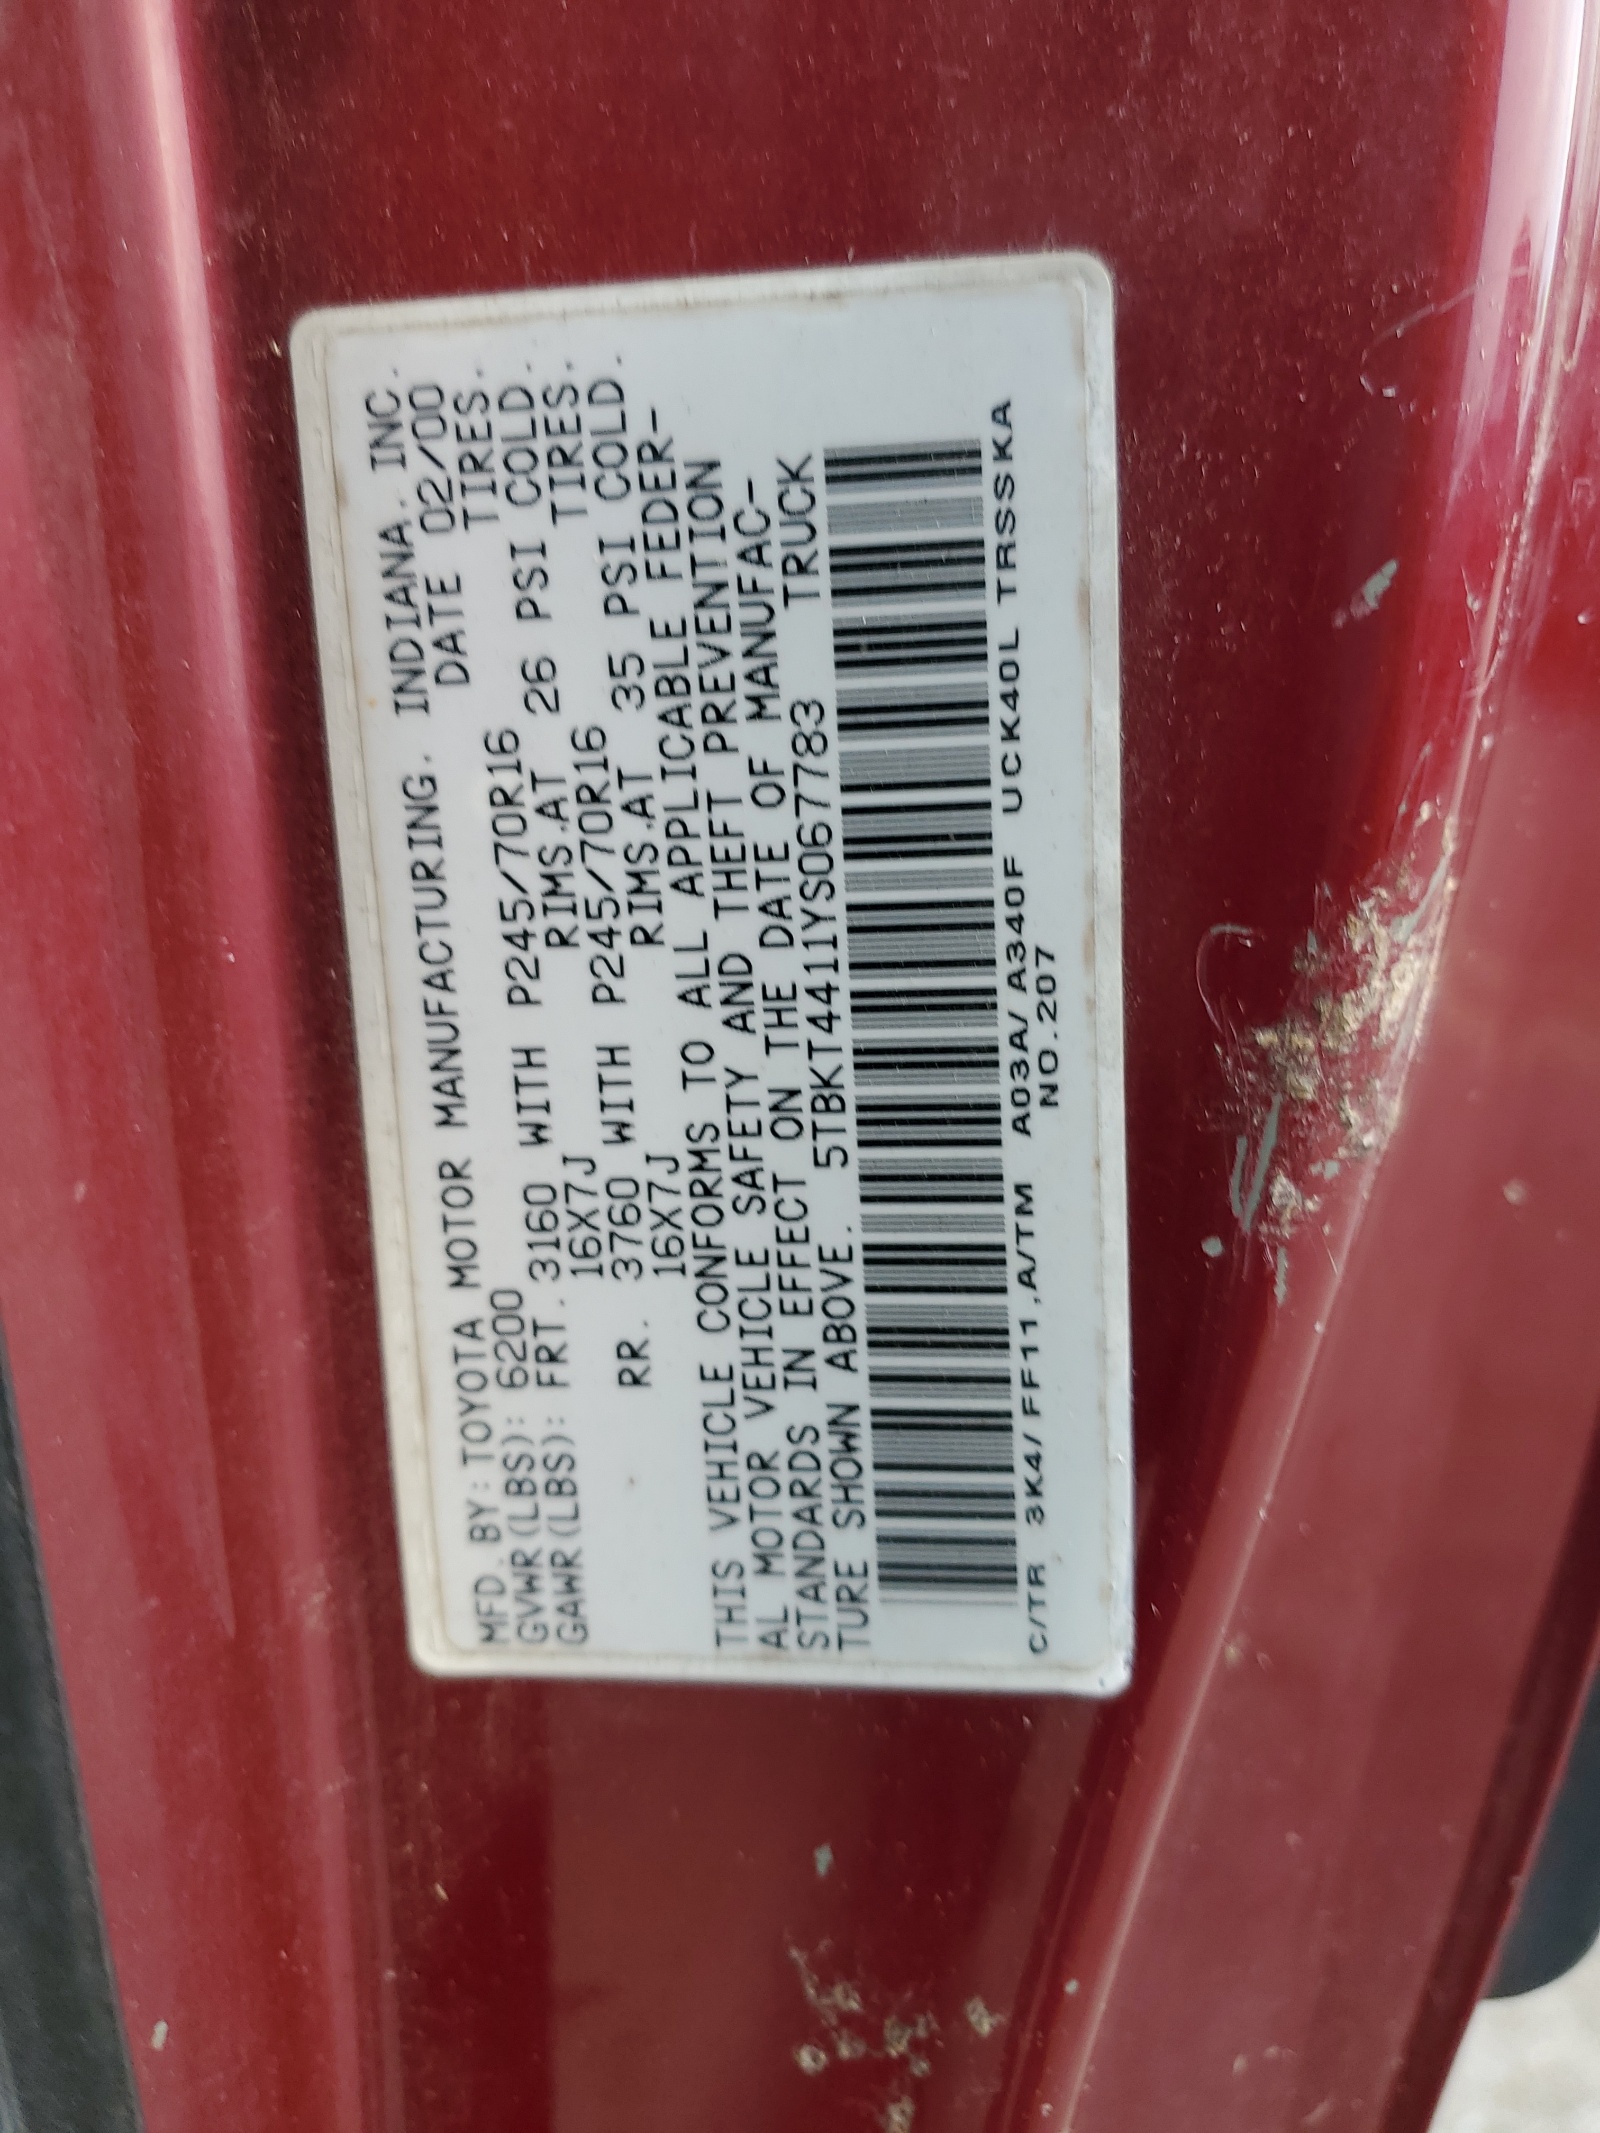 MFD.BY:TOYOTA MOTOR MANUFACTURING. INDIANA. INC.
GVWR(LBS): 6200 DATE 02/00
GAWR(LBS): FRT. 3160 WITH P245/70R16 TIRES.
16X7J RIMS.AT 26 PSI COLD.
RR. 3760 WITH P245/70R16 TIRES.
16X7J RIMS.AT 35 PSI COLD.
THIS VEHICLE CONFORMS TO ALL APPLICABLE FEDER-
AL MOTOR VEHICLE SAFETY AND THEFT PREVENTION
STANDARDS IN EFFECT ON THE DATE OF MANUFAC-
TURE SHOWN ABOVE. 5TBKT4411YS067783 TRUCK
C/TR 3K4/FF11,A/TM A03A/A340F UCK40L TRSSKA
NO.207